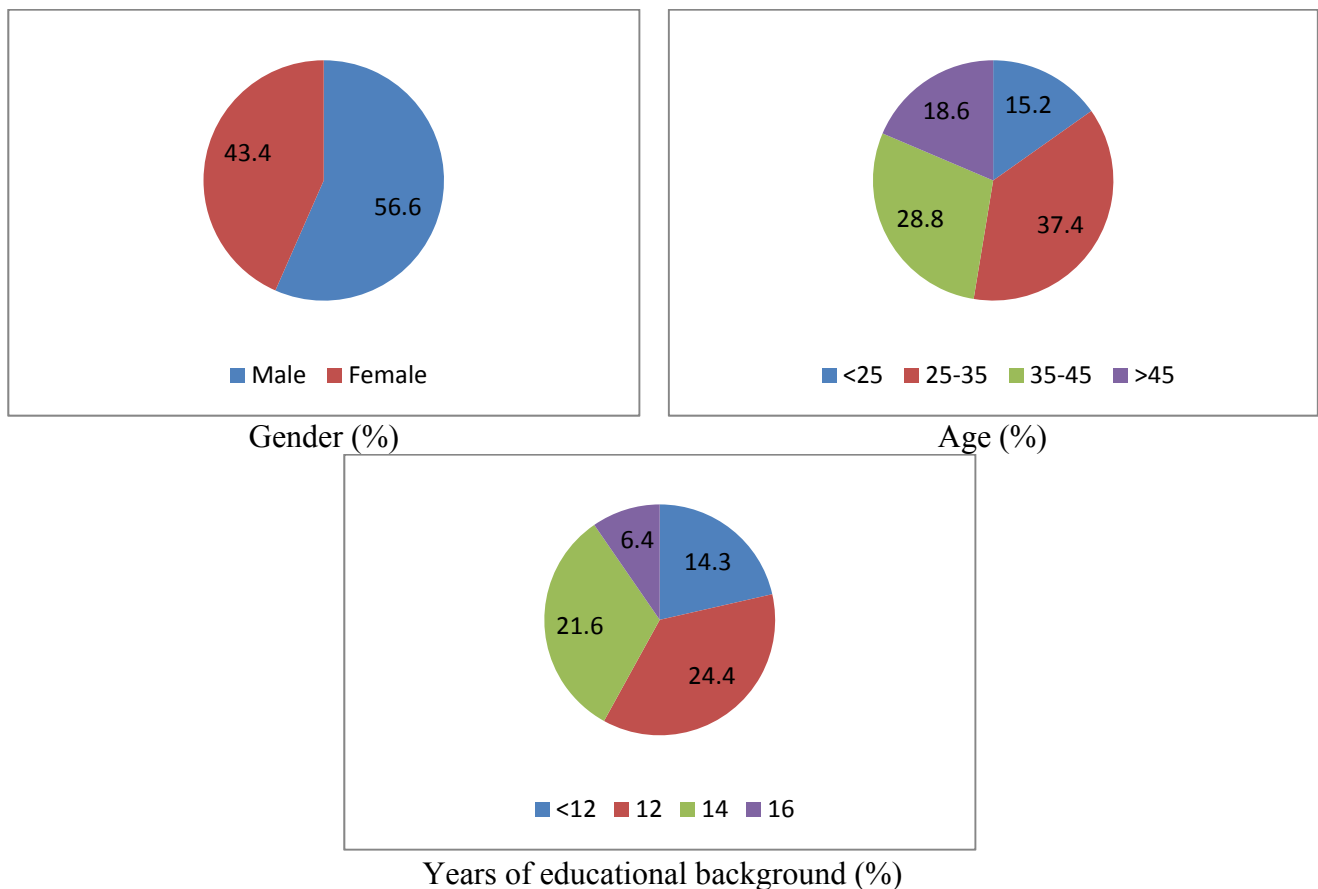 43.4
56.6
Male Female
Gender (%)
18.6
15.2
28.8
37.4
<25 25-35 35-45 >45
Age (%)
6.4
14.3
21.6
24.4
<12 12 14 16
Years of educational background (%)